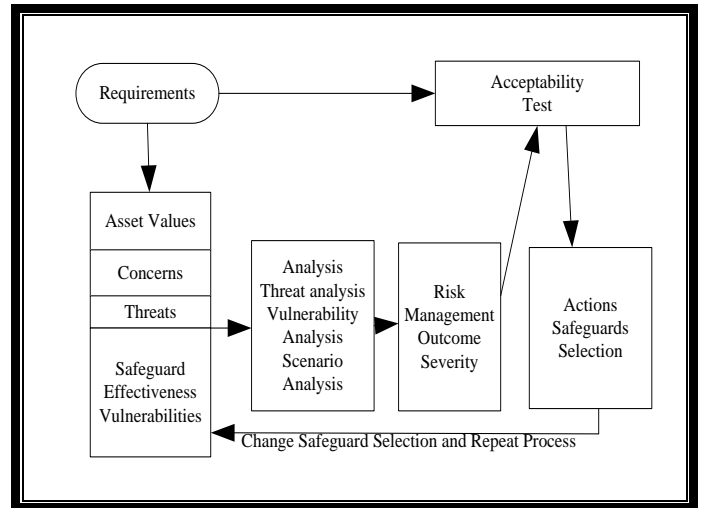 Requirements
Acceptability
Test
Asset Values
Concerns
Threats
Safeguard
Effectiveness
Vulnerabilities
Analysis
Threat analysis
Vulnerability
Analysis
Scenario
Analysis
Risk
Management
Outcome
Severity
Actions
Safeguards
Selection
Change Safeguard Selection and Repeat Process